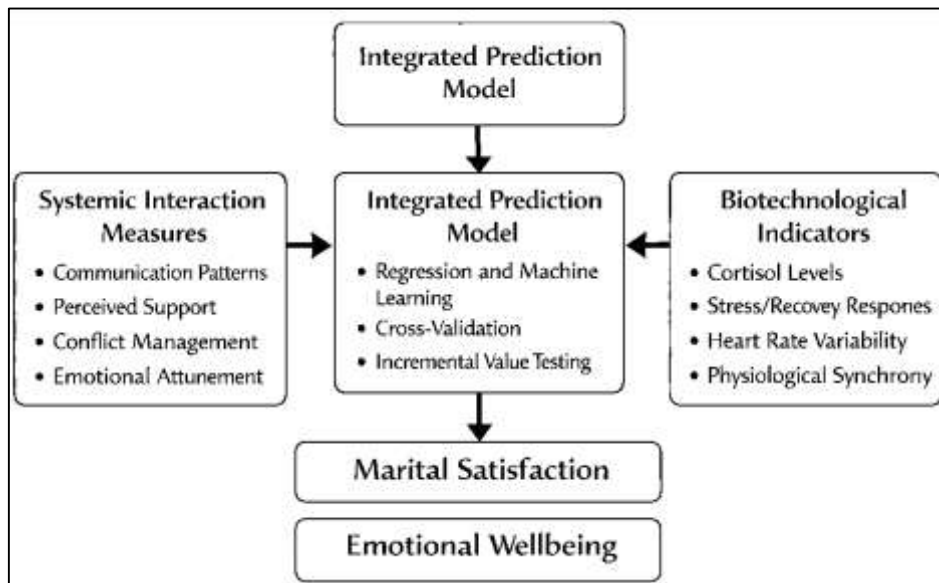 Integrated Prediction
Model
Systemic Interaction
Measures
• Communication Patterns
• Perceived Support
• Conflict Management
• Emotional Attunement
Integrated Prediction
Model
• Regression and Machine
Learning
• Cross-Validation
• Incremental Value Testing
Biotechnological
Indicators
• Cortisol Levels
• Stress/Recovey Respones
• Heart Rate Variability
• Physiological Synchrony
Marital Satisfaction
Emotional Wellbeing